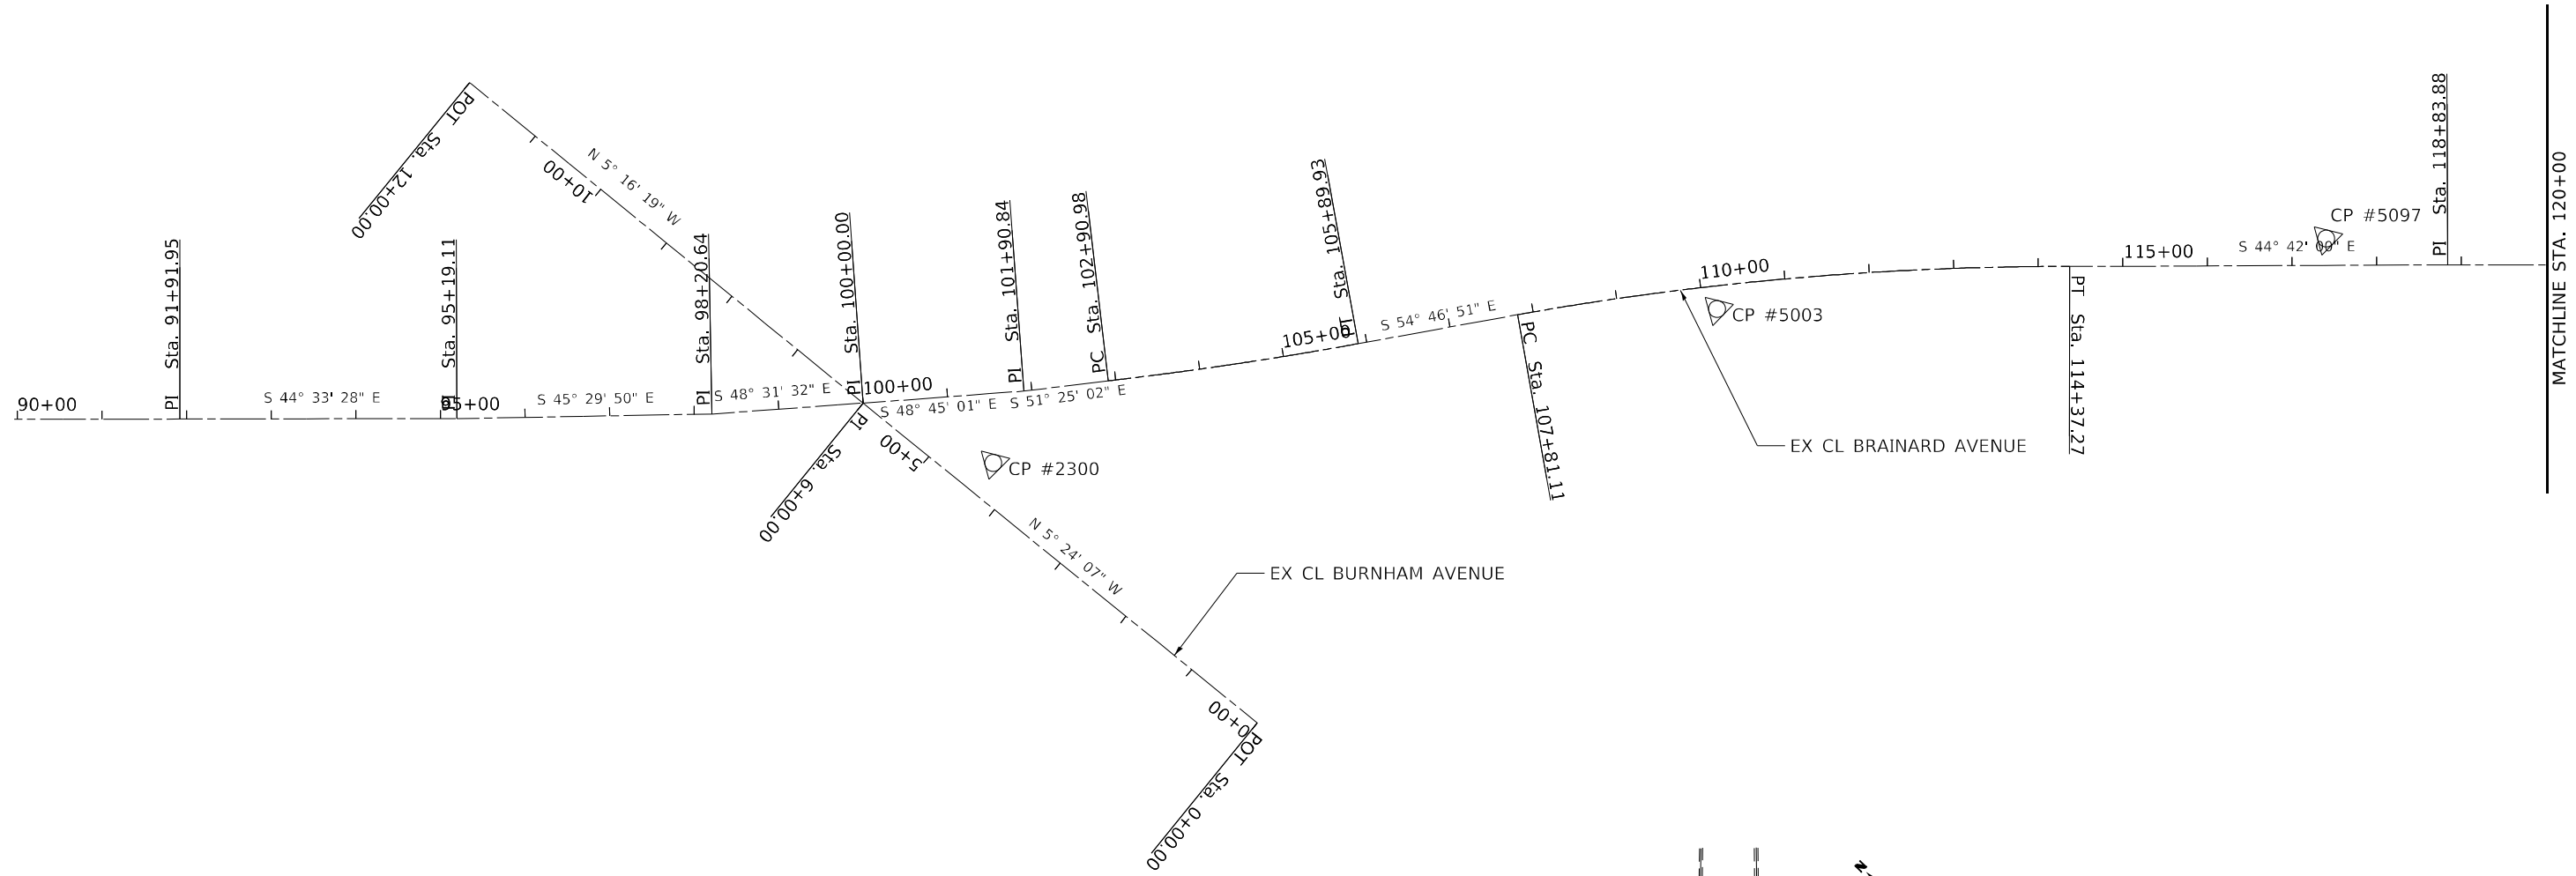 POT Sta. 12+00.00
10+00
N 5° 16' 19" W
90+00
PI Sta. 91+91.95
S 44° 33' 28" E
PI Sta. 95+19.11
95+00
S 45° 29' 50" E
PI Sta. 98+20.64
S 48° 31' 32" E
PI Sta. 100+00.00
100+00
S 48° 45' 01" E
PI Sta. 101+90.84
S 51° 25' 02" E
PC Sta. 102+90.98
105+00
PT Sta. 105+89.93
S 54° 46' 51" E
PC Sta. 107+81.11
110+00
CP #5003
EX CL BRAINARD AVENUE
PT Sta. 114+37.27
115+00
S 44° 42' 00" E
CP #5097
PI Sta. 118+83.88
MATCHLINE STA. 120+00
PI Sta. 6+00.00
5+00
CP #2300
N 5° 24' 07" W
EX CL BURNHAM AVENUE
0+00
POT Sta. 0+00.00
N